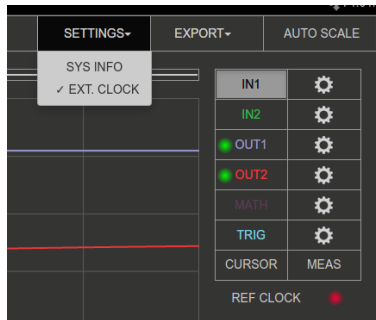 SETTINGS EXPORT AUTO SCALE
SYS INFO
✓ EXT. CLOCK
IN1
IN2
OUT1
OUT2
MATH
TRIG
CURSOR MEAS
REF CLOCK